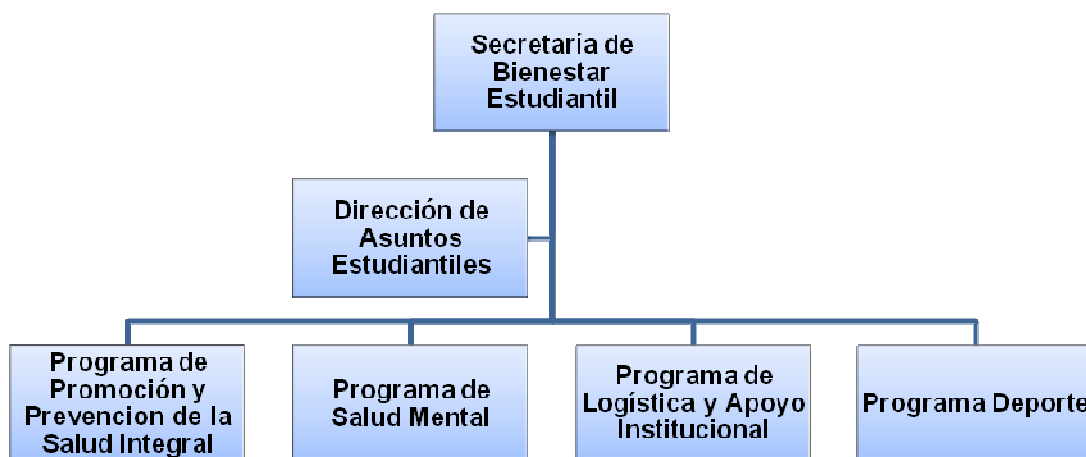 Secretaría de
Bienestar
Estudiantil
Dirección de
Asuntos
Estudiantiles
Programa de
Promoción y
Prevencion de la
Salud Integral
Programa de
Salud Mental
Programa de
Logística y Apoyo
Institucional
Programa Deporte